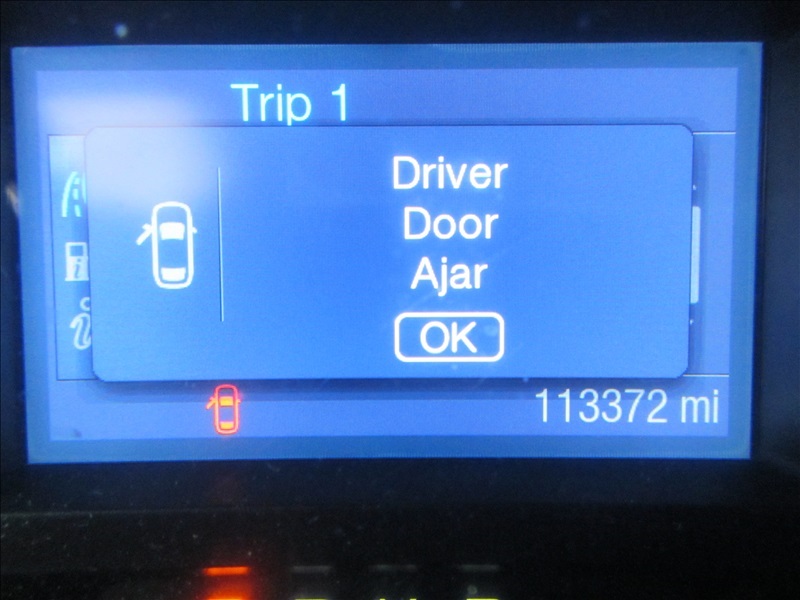 Trip 1
Driver
Door
Ajar
OK
113372 mi